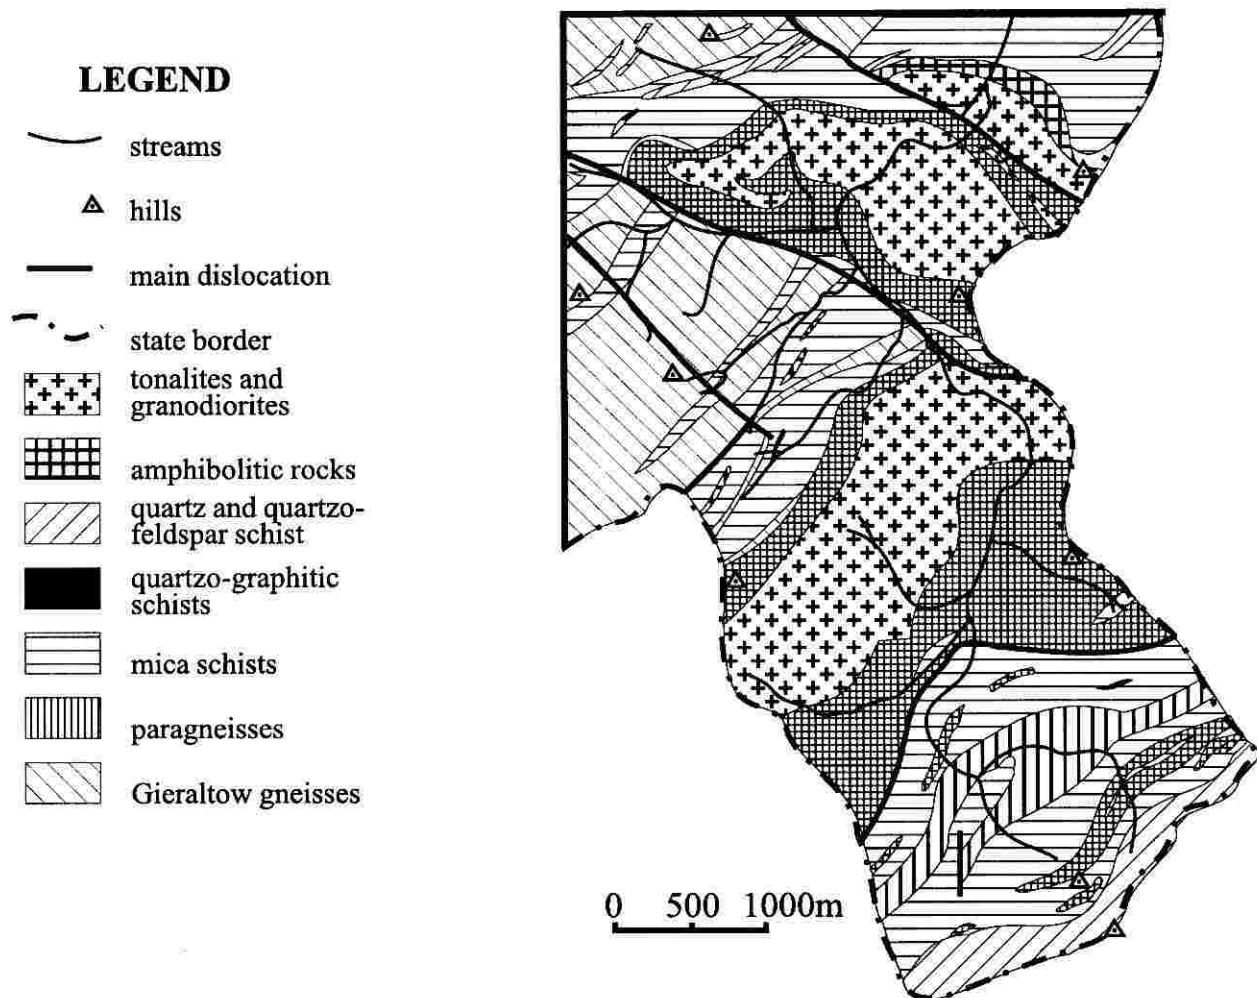 LEGEND
streams
hills
main dislocation
state border
tonalites and
granodiorites
amphibolitic rocks
quartz and quartzo-
feldspar schist
quartzo-graphitic
schists
mica schists
paragneisses
Gieraltow gneisses
0 500 1000m